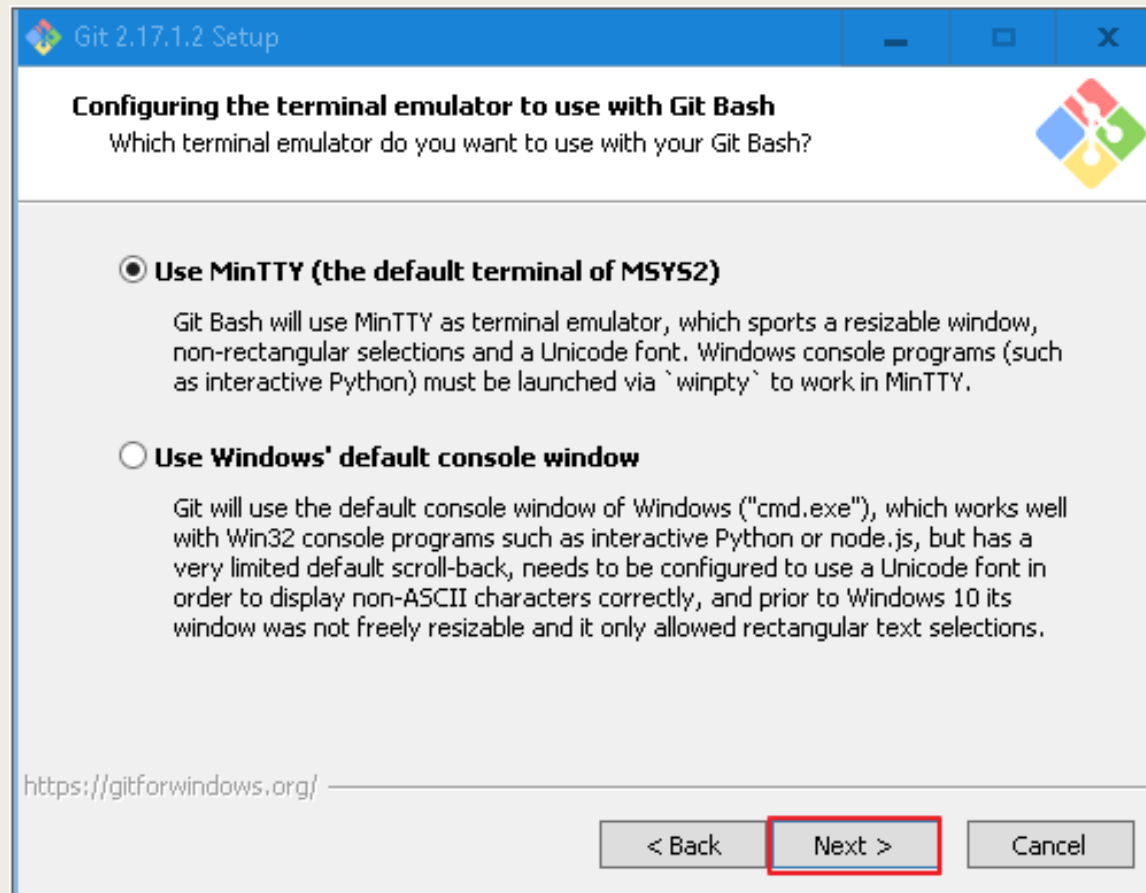 Git 2.17.1.2 Setup
Configuring the terminal emulator to use with Git Bash
Which terminal emulator do you want to use with your Git Bash?
Use MinTTY (the default terminal of MSYS2)
Git Bash will use MinTTY as terminal emulator, which sports a resizable window,
non-rectangular selections and a Unicode font. Windows console programs (such
as interactive Python) must be launched via `winpty` to work in MinTTY.
Use Windows' default console window
Git will use the default console window of Windows ("cmd.exe"), which works well
with Win32 console programs such as interactive Python or node.js, but has a
very limited default scroll-back, needs to be configured to use a Unicode font in
order to display non-ASCII characters correctly, and prior to Windows 10 its
window was not freely resizable and it only allowed rectangular text selections.
https://gitforwindows.org/
< Back Next > Cancel